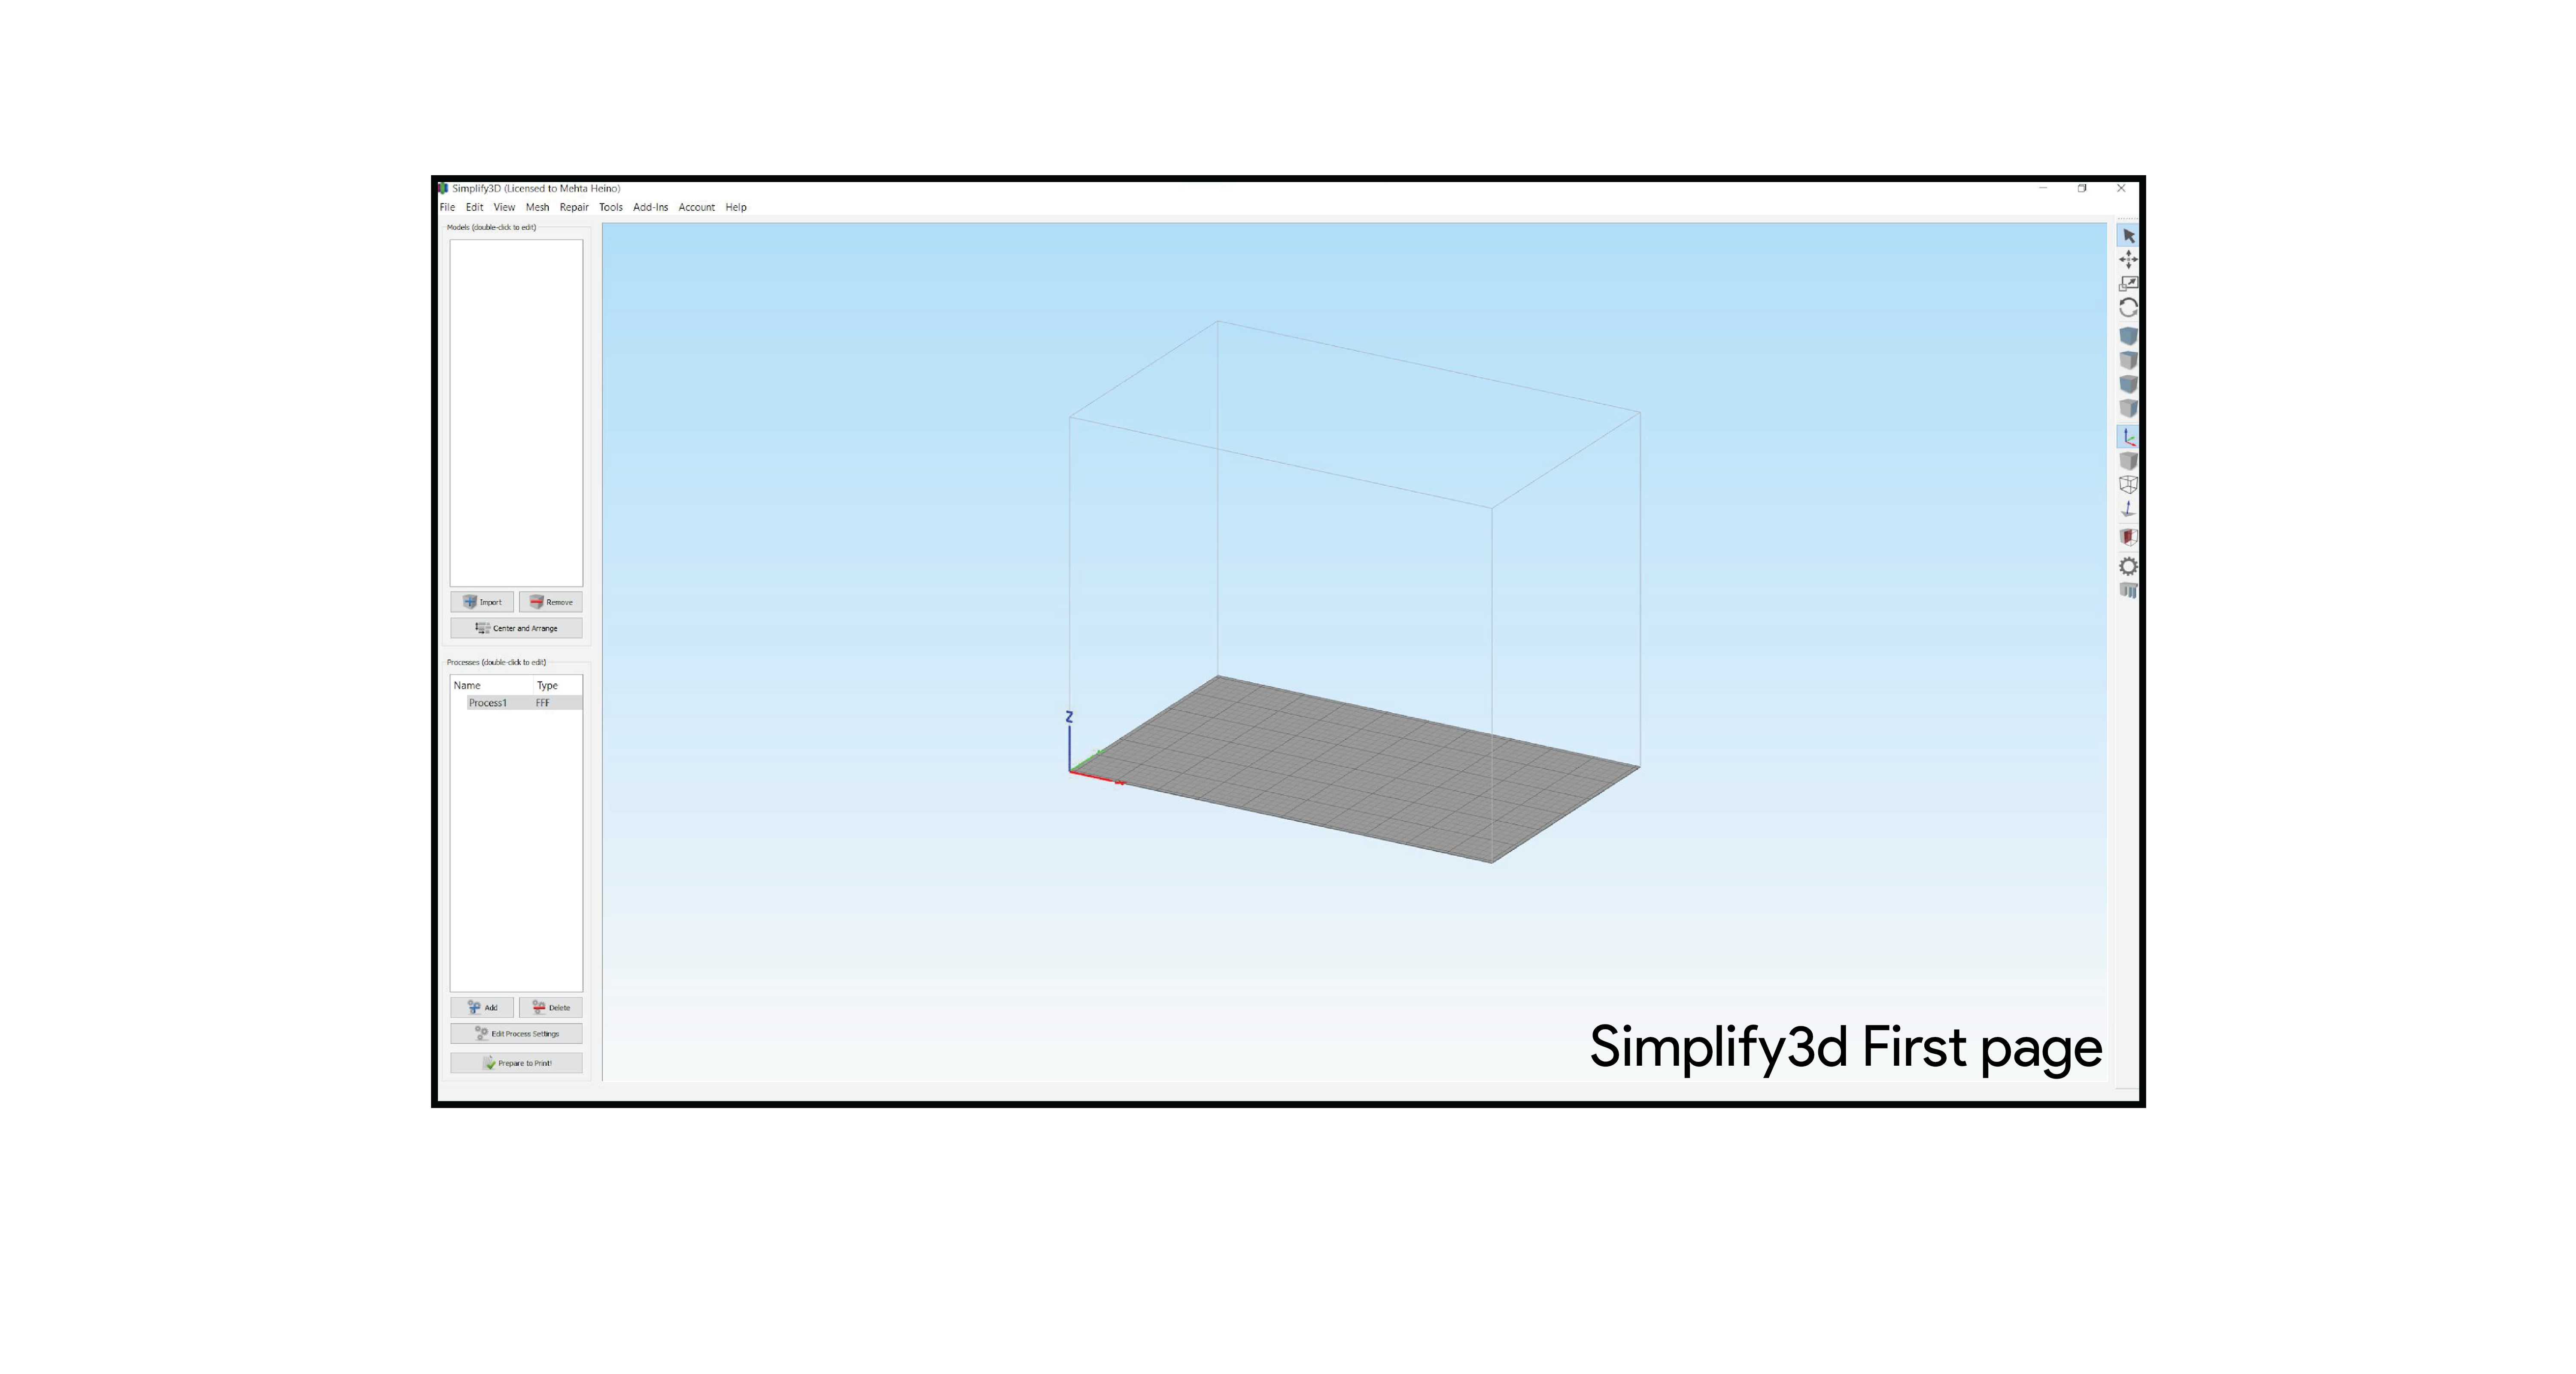 Simplify3D (Licensed to Mehta Heino)
File Edit View Mesh Repair Tools Add-Ins Account Help
Models (double-click to edit)
Import Remove
Center and Arrange
Processes (double-click to edit)
Name Type
Process1 FFF
Z
Add Delete
Edit Process Settings
Prepare to Print!
Simplify3d First page